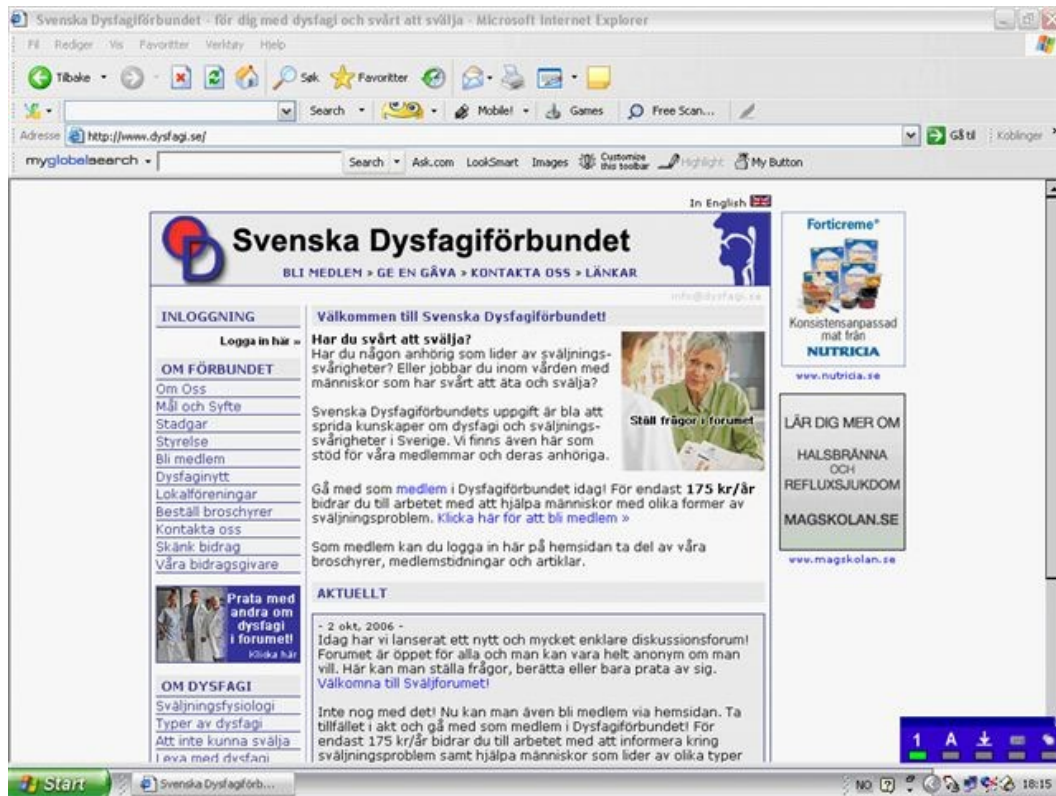 Svenska Dysfagiförbundet - för dig med dysfagi och svårt att svälja - Microsoft Internet Explorer
Fil Rediger Vis Favoritter Verktøy Hjelp
Tilbake Søk Favoritter
Search Mobile! Games Free Scan...
Adresse http://www.dysfagi.se/ Gå til Koblinger
myglobalsearch Search Ask.com LookSmart Images Customize this toolbar Highlight My Button
In English
Svenska Dysfagiförbundet
BLI MEDLEM » GE EN GÅVA » KONTAKTA OSS » LÄNKAR
info@dysfagi.se
INLOGGNING
Logga in här »
OM FÖRBUNDET
Om Oss
Mål och Syfte
Stadgar
Styrelse
Bli medlem
Dysfaginytt
Lokalföreningar
Beställ broschyrer
Kontakta oss
Skänk bidrag
Våra bidragsgivare
Prata med
andra om
dysfagi
i forumet!
Klicka här
OM DYSFAGI
Sväljningsfysiologi
Typer av dysfagi
Att inte kunna svälja
Leva med dysfagi
Välkommen till Svenska Dysfagiförbundet!
Har du svårt att svälja?
Har du någon anhörig som lider av sväljnings-
svårigheter? Eller jobbar du inom vården med
människor som har svårt att äta och svälja?
Svenska Dysfagiförbundets uppgift är bla att
sprida kunskaper om dysfagi och sväljnings-
svårigheter i Sverige. Vi finns även här som
stöd för våra medlemmar och deras anhöriga.
Ställ frågor i forumet
Gå med som medlem i Dysfagiförbundet idag! För endast 175 kr/år
bidrar du till arbetet med att hjälpa människor med olika former av
sväljningsproblem. Klicka här för att bli medlem »
Som medlem kan du logga in här på hemsidan ta del av våra
broschyrer, medlemstidningar och artiklar.
AKTUELLT
- 2 okt, 2006 -
Idag har vi lanserat ett nytt och mycket enklare diskussionsforum!
Forumet är öppet för alla och man kan vara helt anonym om man
vill. Här kan man ställa frågor, berätta eller bara prata av sig.
Välkomna till Sväljforumet!
Inte nog med det! Nu kan man även bli medlem via hemsidan. Ta
tillfället i akt och gå med som medlem i Dysfagiförbundet! För
endast 175 kr/år bidrar du till arbetet med att informera kring
sväljningsproblem samt hjälpa människor som lider av olika typer
Forticreme*
Konsistensanpassad
mat från
NUTRICIA
www.nutricia.se
LÄR DIG MER OM
HALSBRÄNNA
OCH
REFLUXSJUKDOM
MAGSKOLAN.SE
www.magskolan.se
1 A
Start Svenska Dysfagiförb... NO 18:15